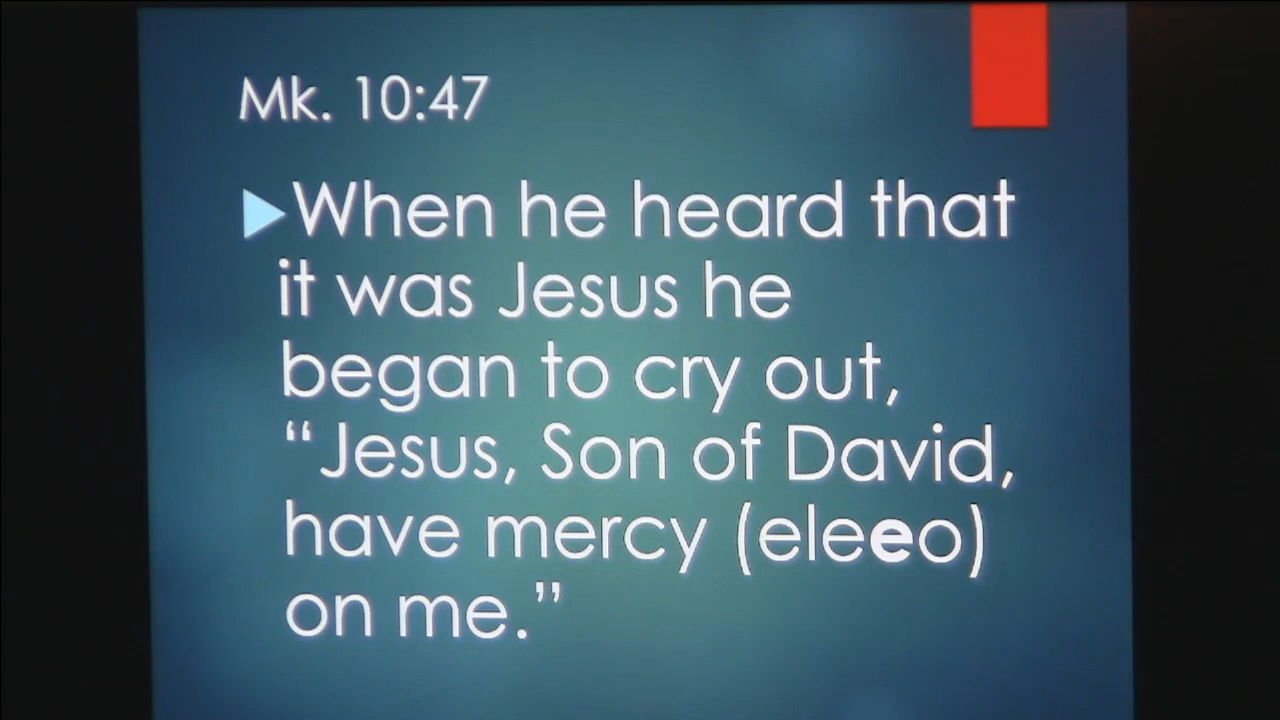 Mk. 10:47
When he heard that
it was Jesus he
began to cry out,
“Jesus, Son of David,
have mercy (eleeo)
on me.”